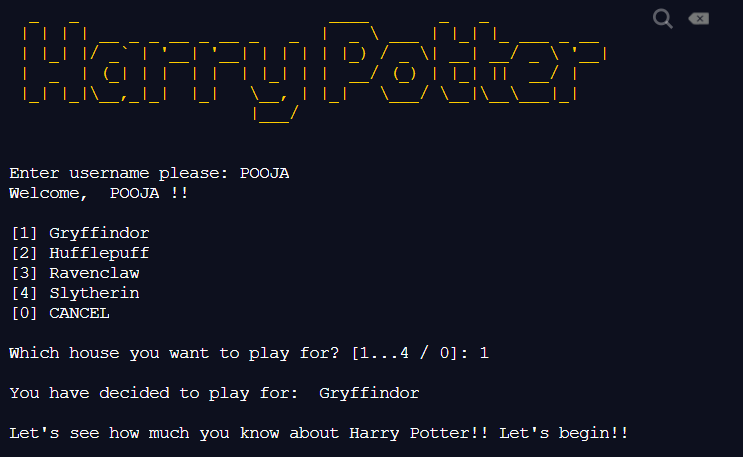 Harry Potter
Enter username please: POOJA
Welcome,  POOJA !!
[1] Gryffindor
[2] Hufflepuff
[3] Ravenclaw
[4] Slytherin
[0] CANCEL
Which house you want to play for? [1...4 / 0]: 1
You have decided to play for:  Gryffindor
Let's see how much you know about Harry Potter!! Let's begin!!